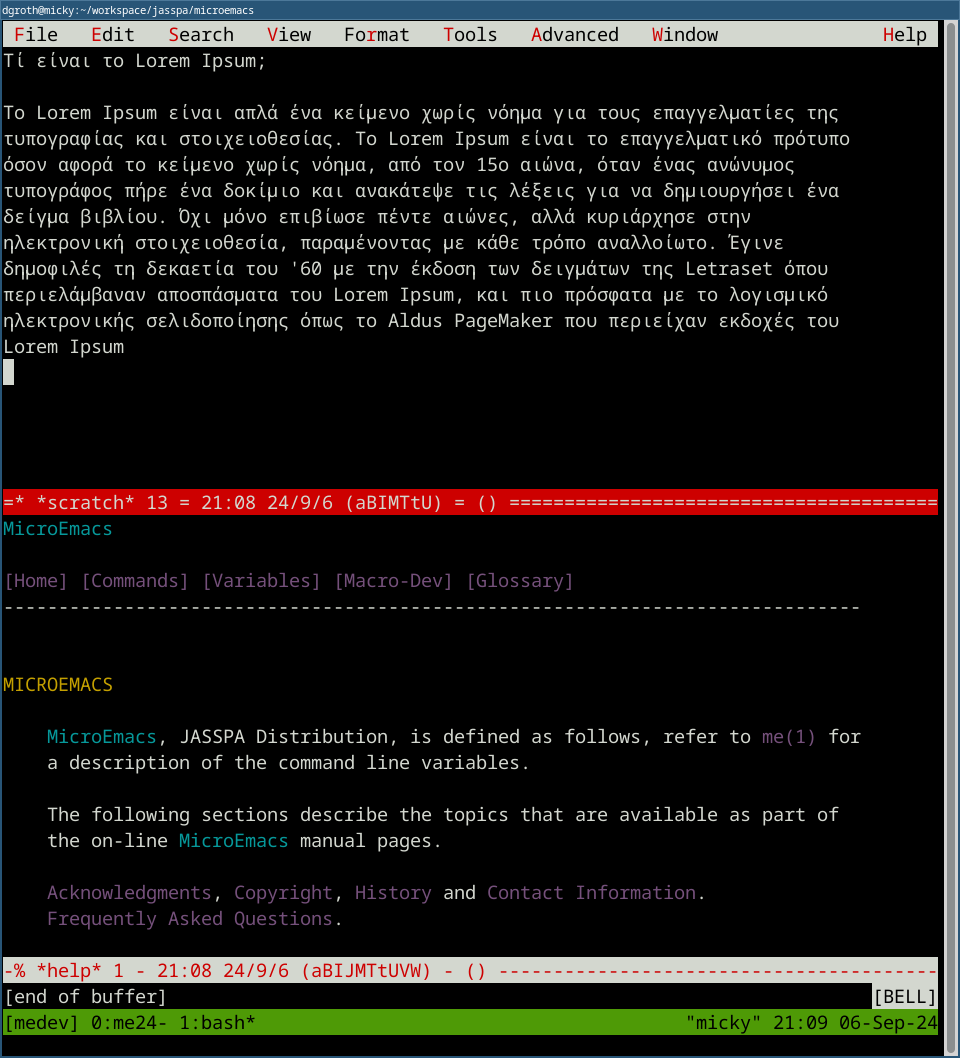 dgroth@micky:~/workspace/jasspa/microemacs
File Edit Search View Format Tools Advanced Window Help
Τί είναι το Lorem Ipsum;
Το Lorem Ipsum είναι απλά ένα κείμενο χωρίς νόημα για τους επαγγελματίες της
τυπογραφίας και στοιχειοθεσίας. Το Lorem Ipsum είναι το επαγγελματικό πρότυπο
όσον αφορά το κείμενο χωρίς νόημα, από τον 15ο αιώνα, όταν ένας ανώνυμος
τυπογράφος πήρε ένα δοκίμιο και ανακάτεψε τις λέξεις για να δημιουργήσει ένα
δείγμα βιβλίου. Όχι μόνο επιβίωσε πέντε αιώνες, αλλά κυριάρχησε στην
ηλεκτρονική στοιχειοθεσία, παραμένοντας με κάθε τρόπο αναλλοίωτο. Έγινε
δημοφιλές τη δεκαετία του '60 με την έκδοση των δειγμάτων της Letraset όπου
περιελάμβαναν αποσπάσματα του Lorem Ipsum, και πιο πρόσφατα με το λογισμικό
ηλεκτρονικής σελιδοποίησης όπως το Aldus PageMaker που περιείχαν εκδοχές του
Lorem Ipsum
=* *scratch* 13 = 21:08 24/9/6 (aBIMTtU) = () =======================================
MicroEmacs
[Home] [Commands] [Variables] [Macro-Dev] [Glossary]
------------------------------------------------------------------------------
MICROEMACS
MicroEmacs, JASSPA Distribution, is defined as follows, refer to me(1) for
a description of the command line variables.
The following sections describe the topics that are available as part of
the on-line MicroEmacs manual pages.
Acknowledgments, Copyright, History and Contact Information.
Frequently Asked Questions.
-% *help* 1 - 21:08 24/9/6 (aBIJMTtUVW) - () ----------------------------------------
[end of buffer] [BELL]
[medev] 0:me24- 1:bash* "micky" 21:09 06-Sep-24